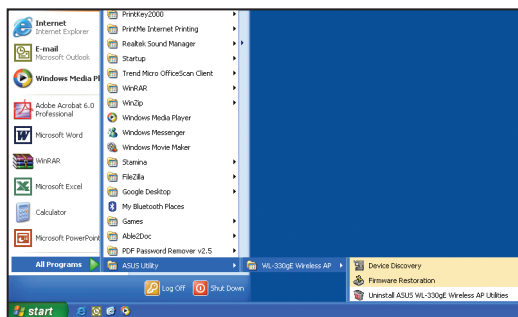 Internet
Internet Explorer
E-mail
Microsoft Outlook
Windows Media Pl
Adobe Acrobat 6.0
Professional
Microsoft Word
WinRAR
Microsoft Excel
Calculator
Microsoft PowerPoint
All Programs
PrintKey2000
PrintMe Internet Printing
Realtek Sound Manager
Startup
Trend Micro OfficeScan Client
WinRAR
WinZip
Windows Media Player
Windows Messenger
Windows Movie Maker
Stamina
FileZilla
Google Desktop
My Bluetooth Places
Games
Able2Doc
PDF Password Remover v2.5
ASUS Utility
WL-330gE Wireless AP
Device Discovery
Firmware Restoration
Uninstall ASUS WL-330gE Wireless AP Utilities
Log Off
Shut Down
start